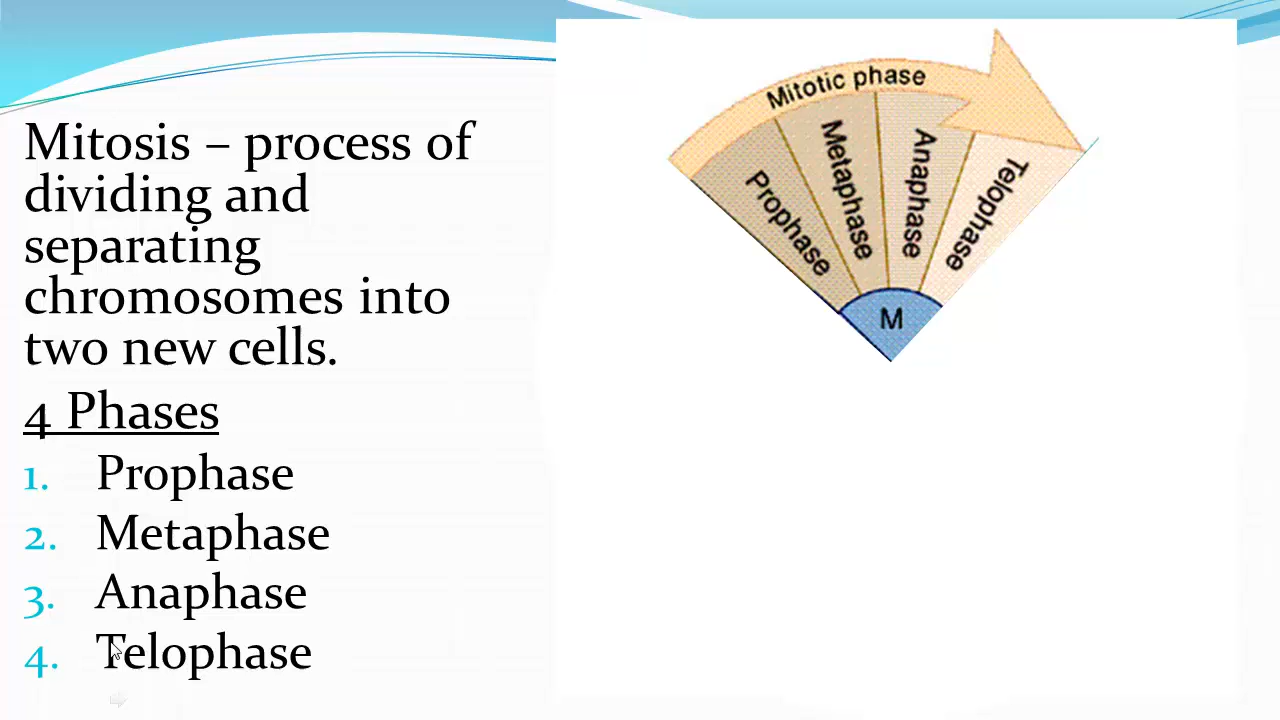 Mitosis – process of
dividing and
separating
chromosomes into
two new cells.
4 Phases
1. Prophase
2. Metaphase
3. Anaphase
4. Telophase
Mitotic phase
Prophase
Metaphase
Anaphase
Telophase
M